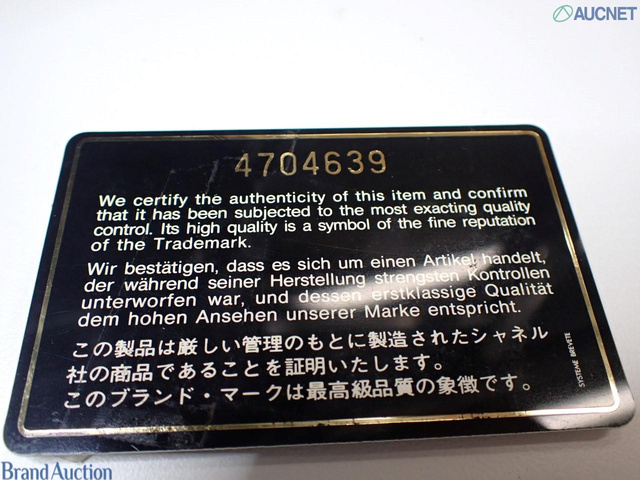 AUCNET
4704639
We certify the authenticity of this item and confirm
that it has been subjected to the most exacting quality
control. Its high quality is a symbol of the fine reputation
of the Trademark.
Wir bestätigen, dass es sich um einen Artikel handelt,
der während seiner Herstellung strengsten Kontrollen
unterworfen war, und dessen erstklassige Qualität
dem hohen Ansehen unserer Marke entspricht.
この製品は厳しい管理のもとに製造されたシャネル
社の商品であることを証明いたします。
このブランド・マークは最高級品質の象徴です。
SYSTEME BREVETE
Brand Auction